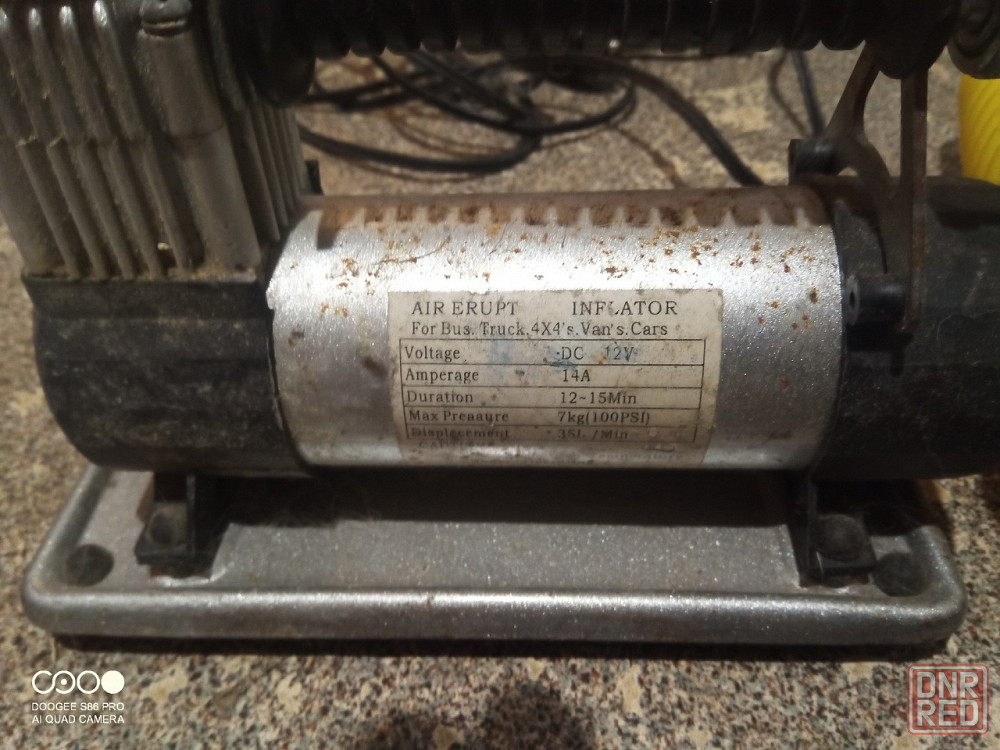 AIR ERUPT INFLATOR
For Bus. Truck.4X4's.Van's.Cars
Voltage DC 12V
Amperage 14A
Duration 12~15Min
Max Preaaure 7kg(100PSI)
Displacement 35L /Min
DOOGEE S86 PRO
AI QUAD CAMERA
DNR
RED